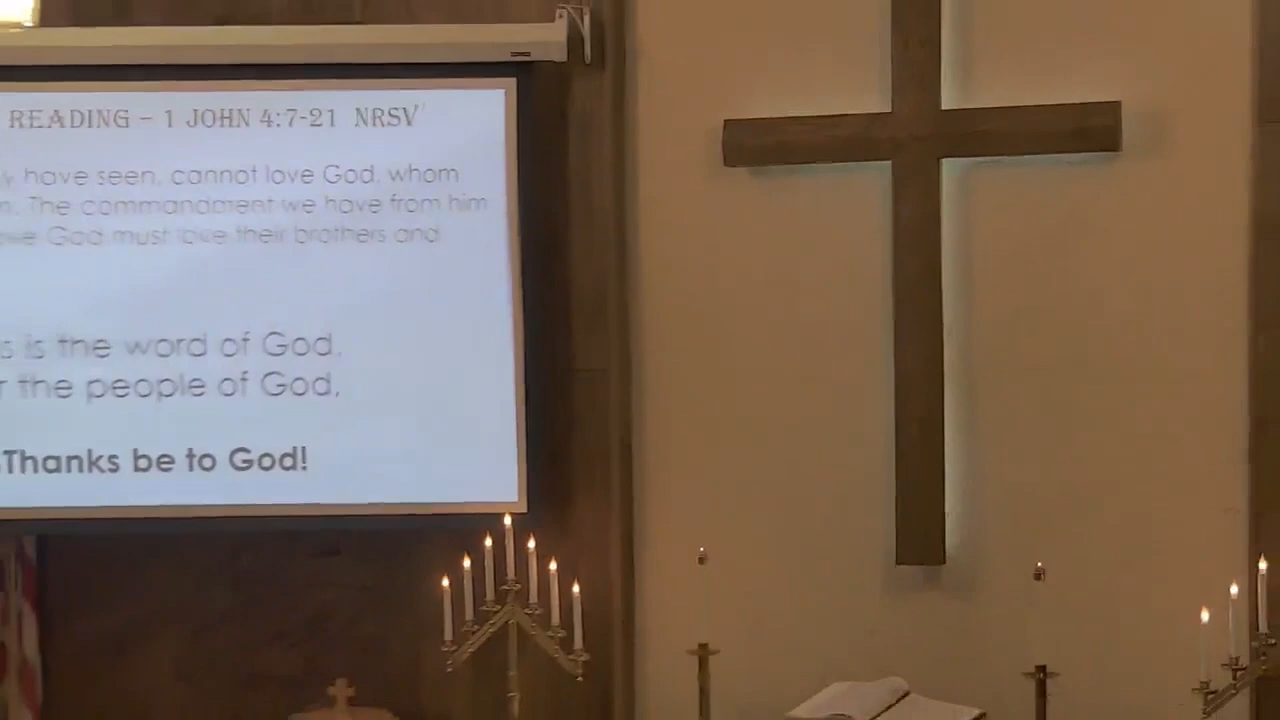 READING – 1 JOHN 4:7-21 NRSV
have seen, cannot love God, whom
The commandment we have from him
God must love their brothers and
is the word of God,
the people of God,
Thanks be to God!